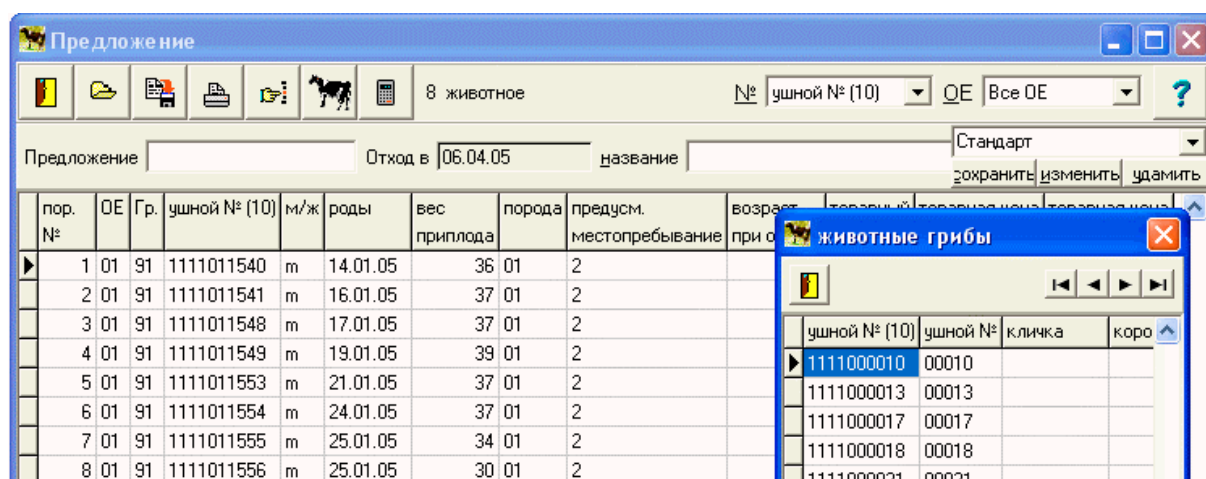 Предложение
8 животное № ушной № (10) ОЕ Все ОЕ ?
Предложение Отход в 06.04.05 название Стандарт
сохранить изменить удамить
пор. № ОЕ Гр. ушной № (10) м/ж роды вес приплода порода предусм. местопребывание возраст
1 01 91 1111011540 m 14.01.05 36 01 2
2 01 91 1111011541 m 16.01.05 37 01 2
3 01 91 1111011548 m 17.01.05 37 01 2
4 01 91 1111011549 m 19.01.05 39 01 2
5 01 91 1111011553 m 21.01.05 37 01 2
6 01 91 1111011554 m 24.01.05 37 01 2
7 01 91 1111011555 m 25.01.05 34 01 2
8 01 91 1111011556 m 25.01.05 30 01 2
животные грибы
ушной № (10) ушной № кличка коро
1111000010 00010
1111000013 00013
1111000017 00017
1111000018 00018